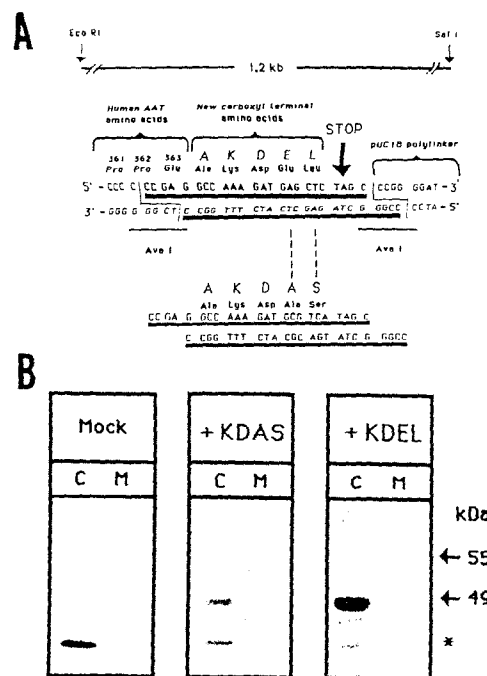 A
Eco RI
Sal I
1.2 kb
Human AAT amino acids
New carboxyl terminal amino acids
STOP
pUC18 polylinker
361 362 363
Pro Pro Glu
A K D E L
Ala Lys Asp Glu Leu
5' - CCC C CC GA G GCC AAA GAT GAG CTC TAG C CCGG GGAT - 3'
3' - GGG G GG CT C CGG TTT CTA CTC GAG ATC G GGCC CCTA - 5'
Ava I
Ava I
A K D A S
Ala Lys Asp Ala Ser
CC GA G GCC AAA GAT GCG TCA TAG C
C CGG TTT CTA CGC AGT ATC G GGCC
B
Mock
+ KDAS
+ KDEL
C M
C M
C M
kDa
← 55
← 49
*